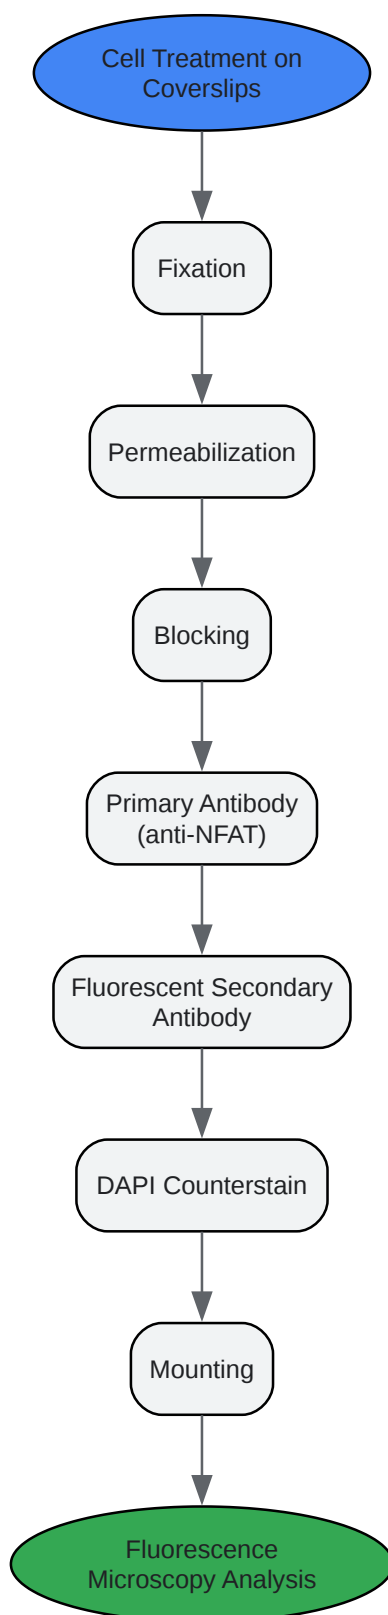 Cell Treatment on
Coverslips
Fixation
Permeabilization
Blocking
Primary Antibody
(anti-NFAT)
Fluorescent Secondary
Antibody
DAPI Counterstain
Mounting
Fluorescence
Microscopy Analysis